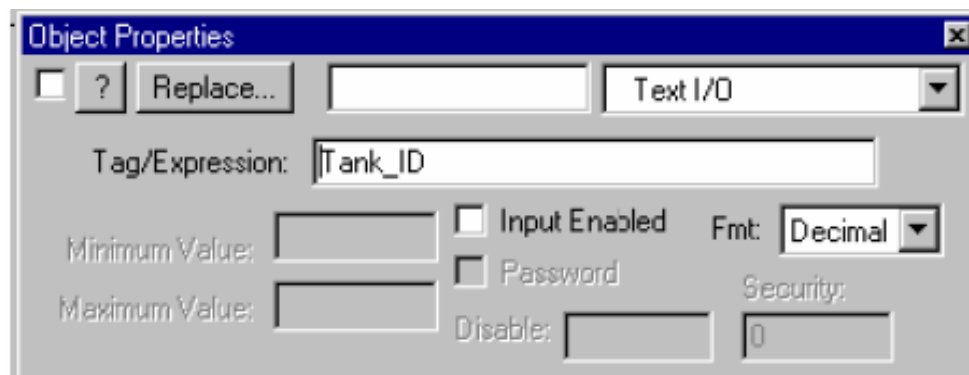 Object Properties
? Replace... Text I/O
Tag/Expression: Tank_ID
Input Enabled Fmt: Decimal
Minimum Value:
Password
Security:
Maximum Value:
Disable: 0